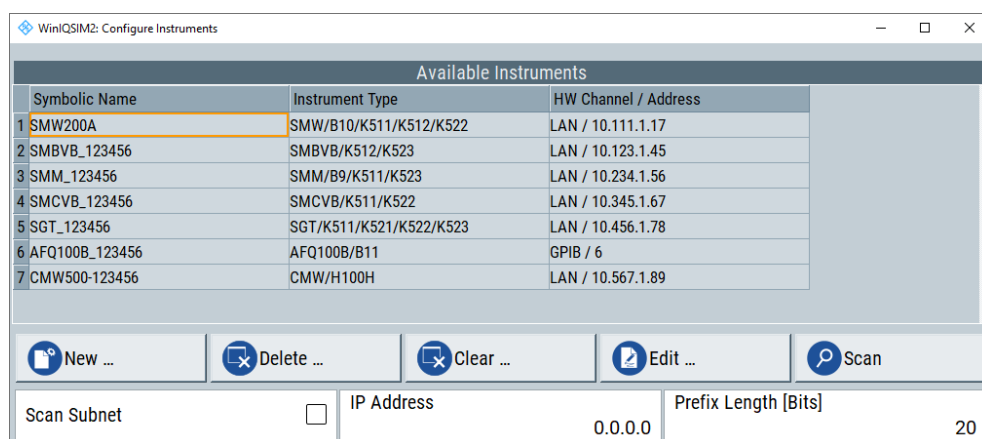 WinIQSIM2: Configure Instruments
Available Instruments
Symbolic Name Instrument Type HW Channel / Address
1 SMW200A SMW/B10/K511/K512/K522 LAN / 10.111.1.17
2 SMBVB_123456 SMBVB/K512/K523 LAN / 10.123.1.45
3 SMM_123456 SMM/B9/K511/K523 LAN / 10.234.1.56
4 SMCVB_123456 SMCVB/K511/K522 LAN / 10.345.1.67
5 SGT_123456 SGT/K511/K521/K522/K523 LAN / 10.456.1.78
6 AFQ100B_123456 AFQ100B/B11 GPIB / 6
7 CMW500-123456 CMW/H100H LAN / 10.567.1.89
New ... Delete ... Clear ... Edit ... Scan
Scan Subnet IP Address Prefix Length [Bits]
0.0.0.0 20